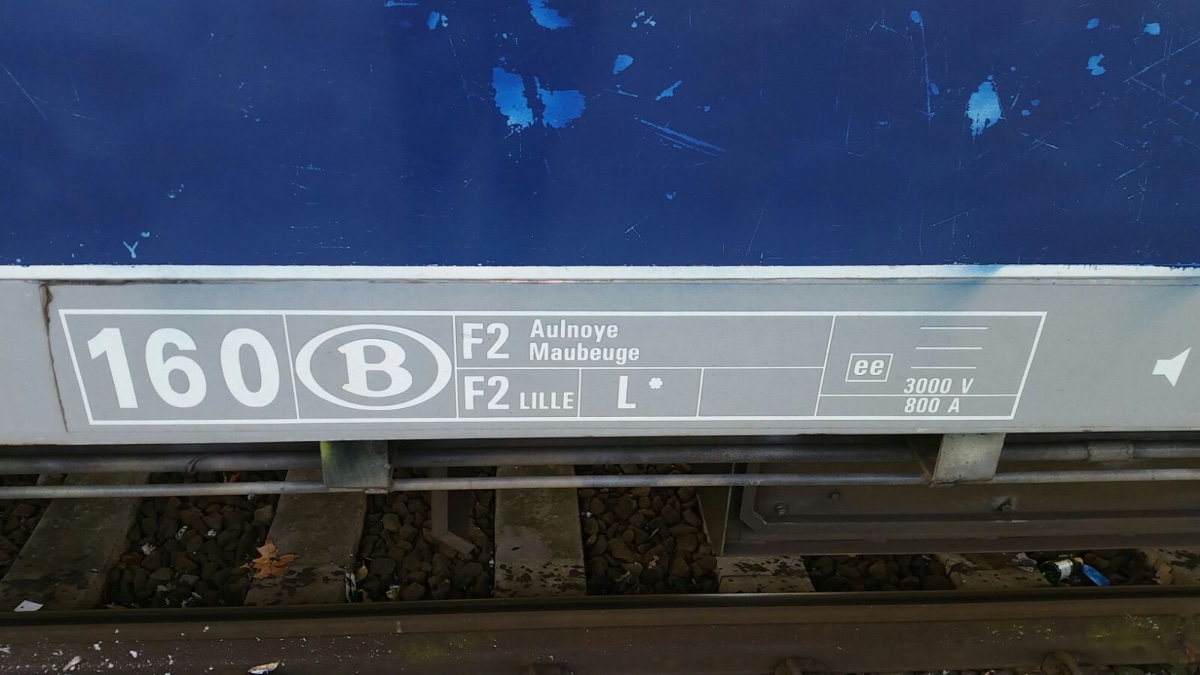 160 B F2 Aulnoye
Maubeuge
F2 LILLE L*
ee 3000 V
800 A